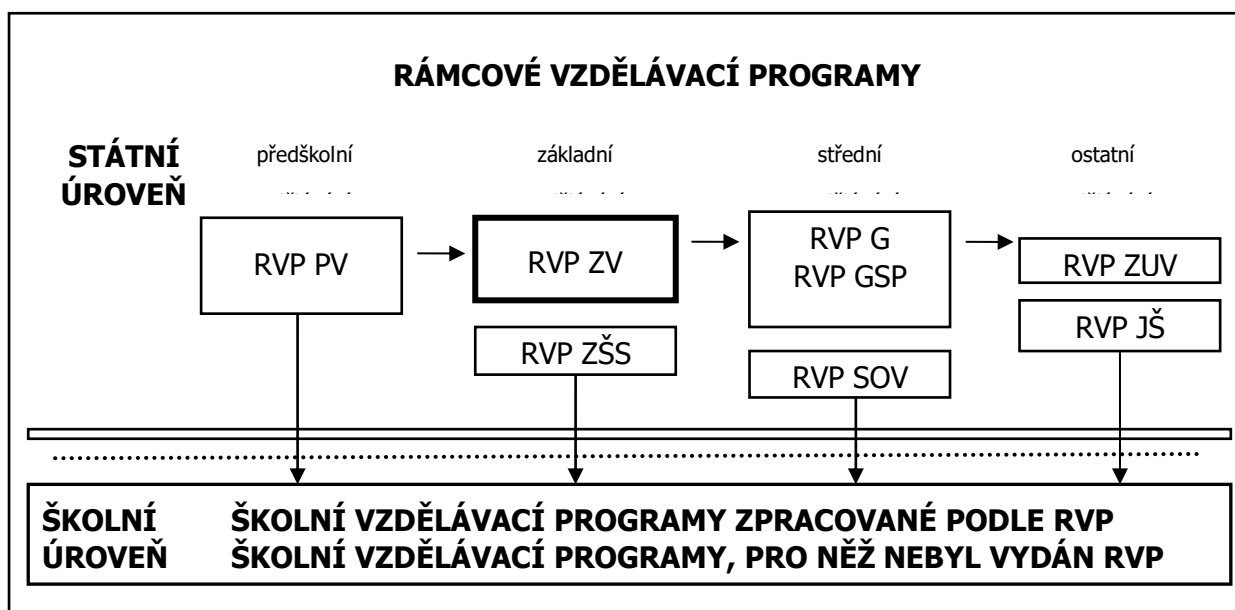 RÁMCOVÉ VZDĚLÁVACÍ PROGRAMY
STÁTNÍ ÚROVEŇ
předškolní
základní
střední
ostatní
RVP PV
RVP ZV
RVP ZŠS
RVP G
RVP GSP
RVP SOV
RVP ZUV
RVP JŠ
ŠKOLNÍ ÚROVEŇ
ŠKOLNÍ VZDĚLÁVACÍ PROGRAMY ZPRACOVANÉ PODLE RVP
ŠKOLNÍ VZDĚLÁVACÍ PROGRAMY, PRO NĚŽ NEBYL VYDÁN RVP